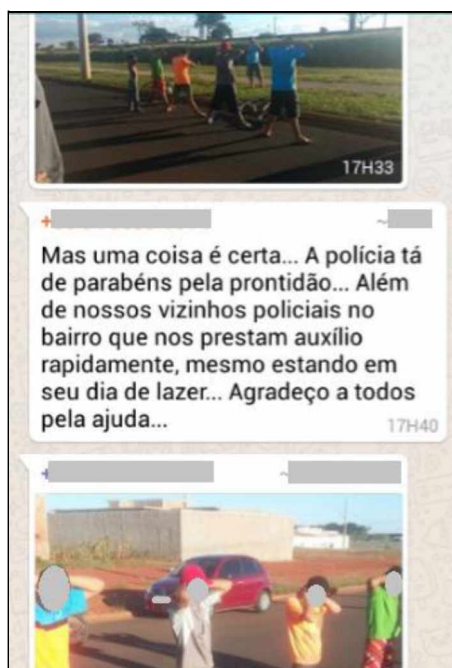 17H33
+
~
Mas uma coisa é certa... A polícia tá
de parabéns pela prontidão... Além
de nossos vizinhos policiais no
bairro que nos prestam auxílio
rapidamente, mesmo estando em
seu dia de lazer... Agradeço a todos
pela ajuda...
17H40
+
~